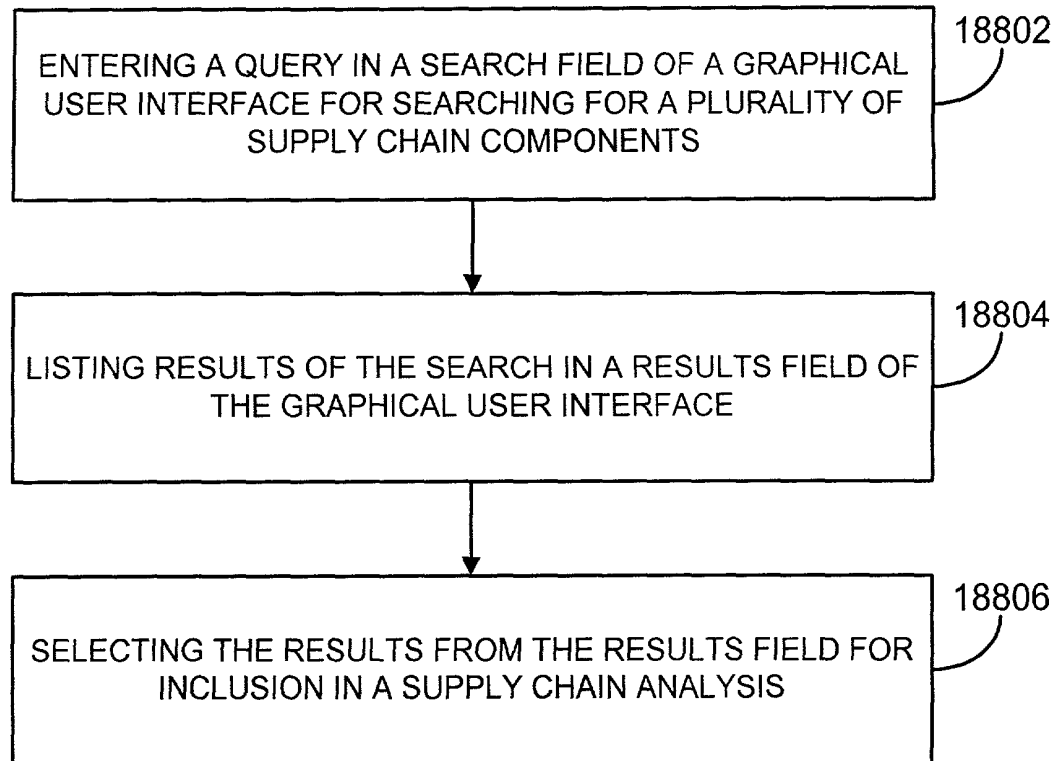 18802
ENTERING A QUERY IN A SEARCH FIELD OF A GRAPHICAL
USER INTERFACE FOR SEARCHING FOR A PLURALITY OF
SUPPLY CHAIN COMPONENTS
18804
LISTING RESULTS OF THE SEARCH IN A RESULTS FIELD OF
THE GRAPHICAL USER INTERFACE
18806
SELECTING THE RESULTS FROM THE RESULTS FIELD FOR
INCLUSION IN A SUPPLY CHAIN ANALYSIS